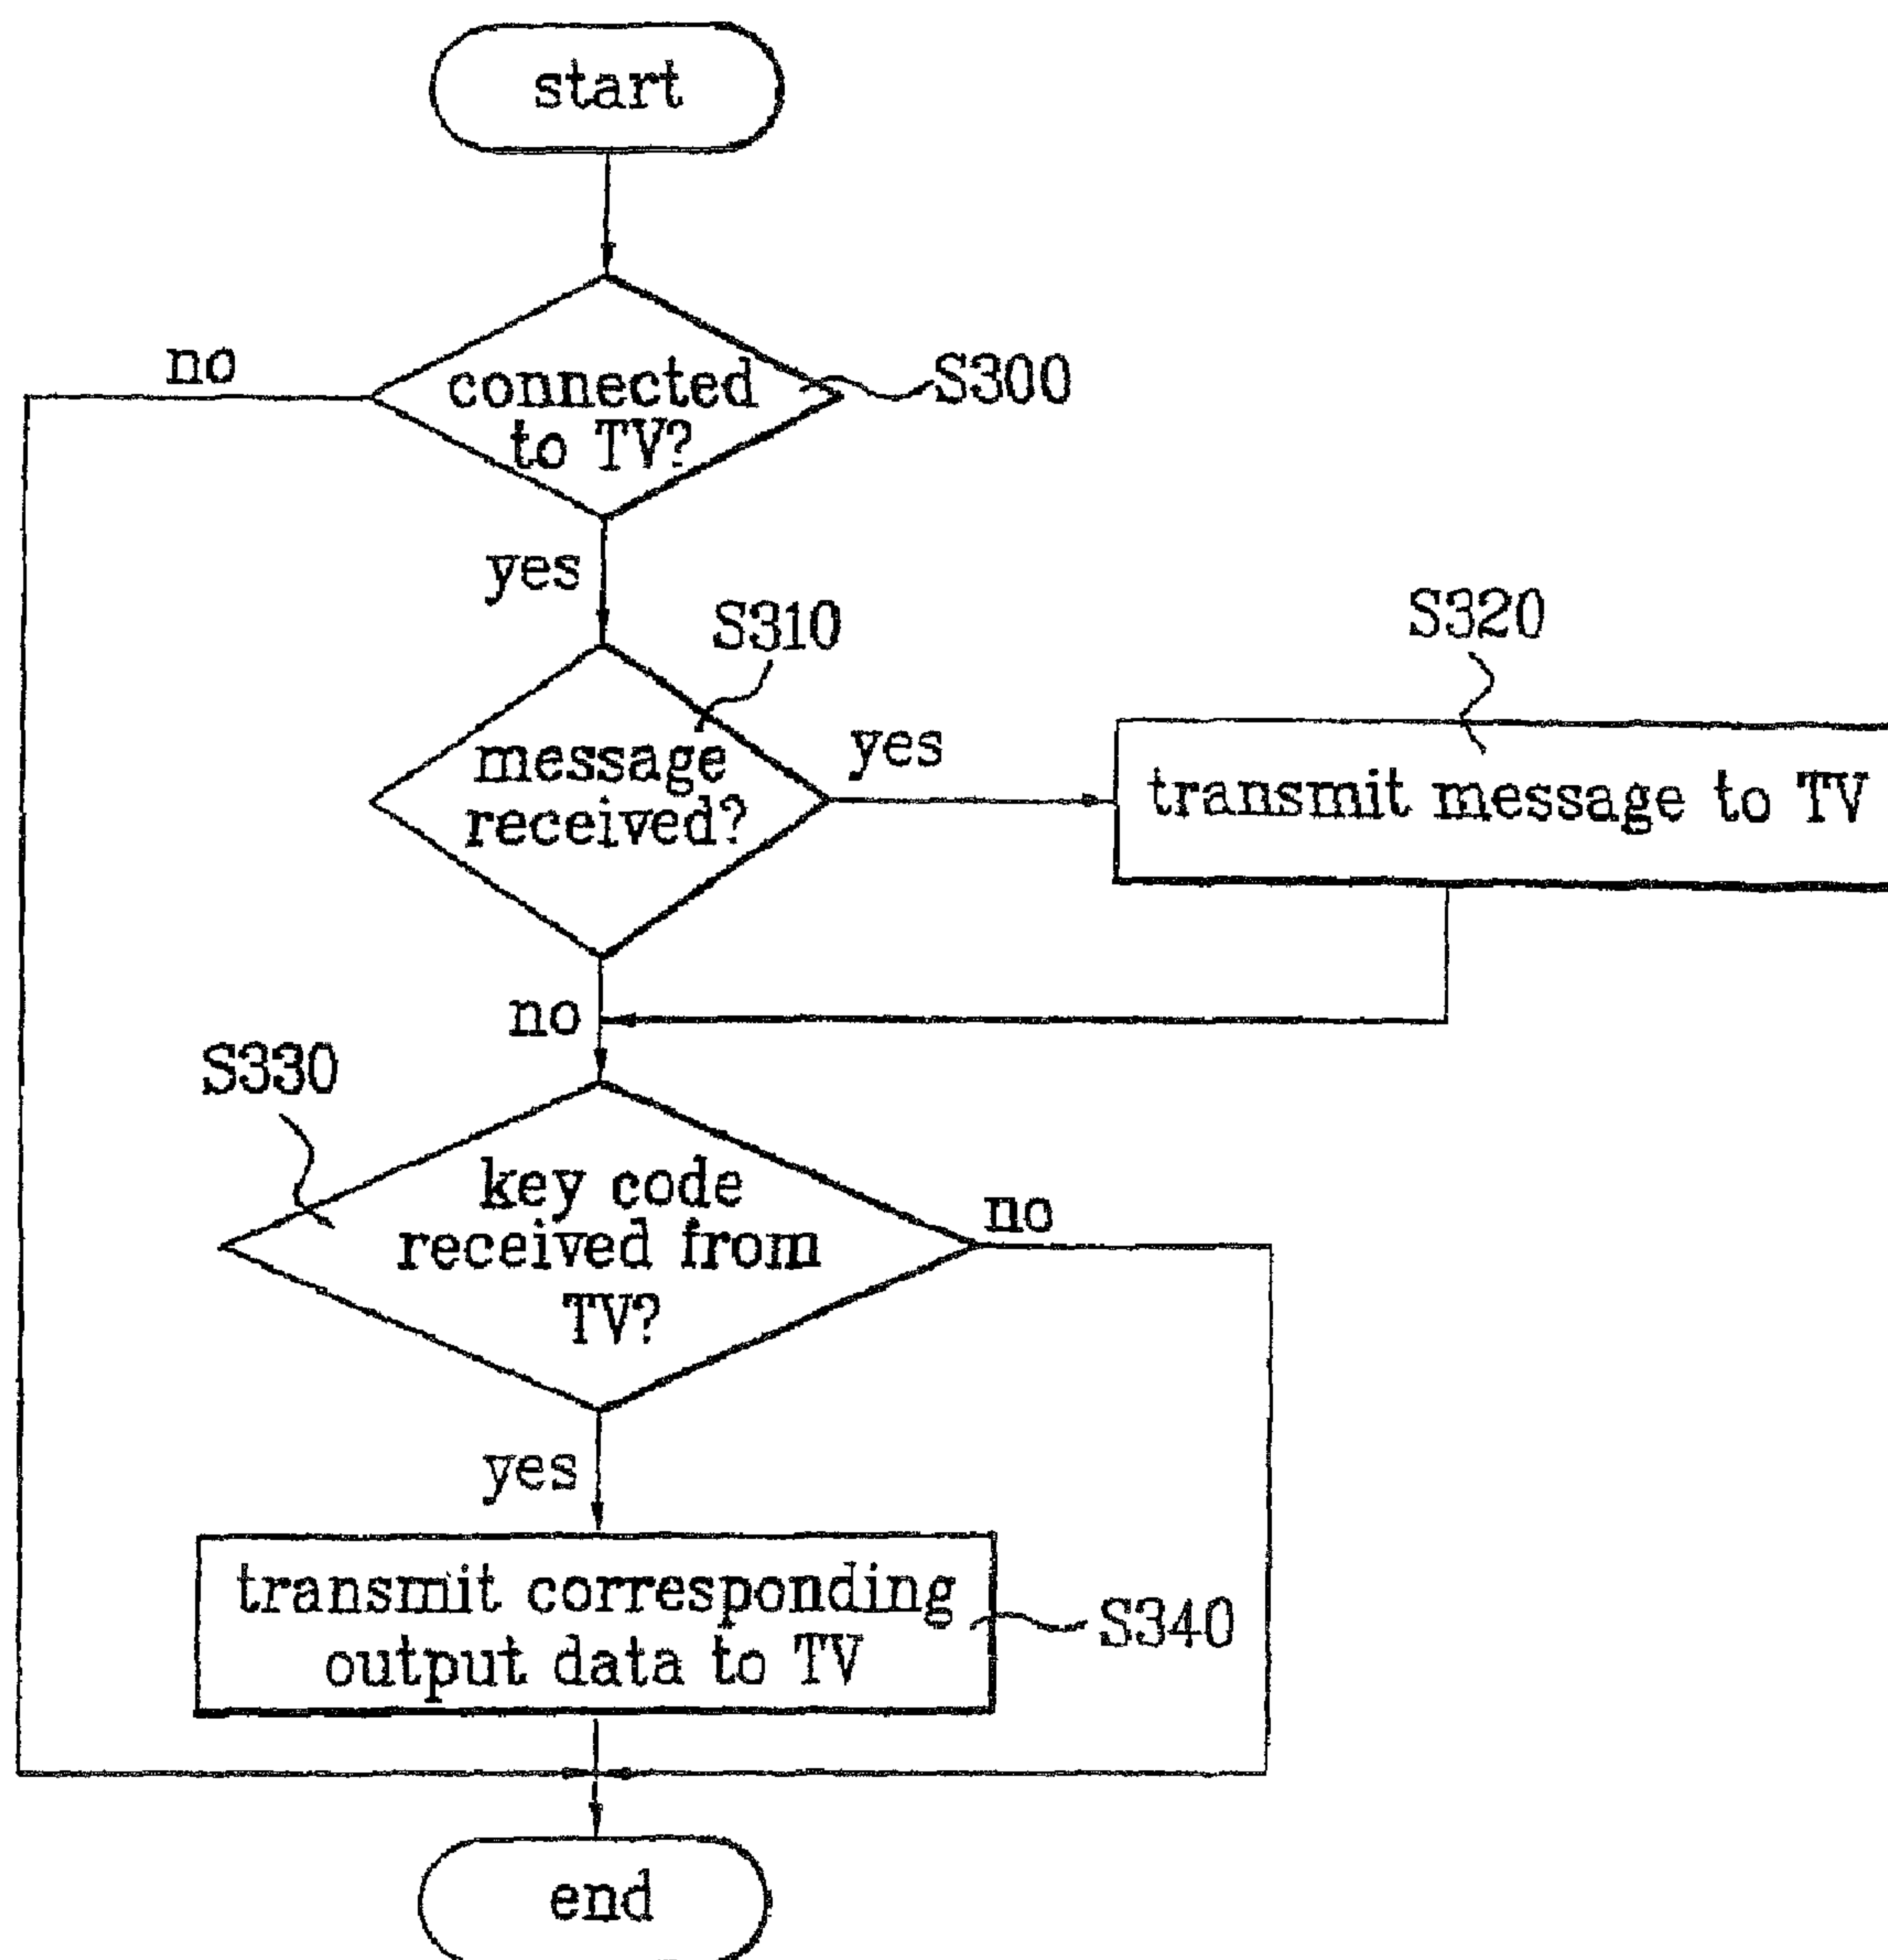 start
no
connected
to TV?
S300
yes
S310
S320
message
received?
yes
transmit message to TV
no
S330
key code
received from
TV?
no
yes
transmit corresponding
output data to TV
S340
end